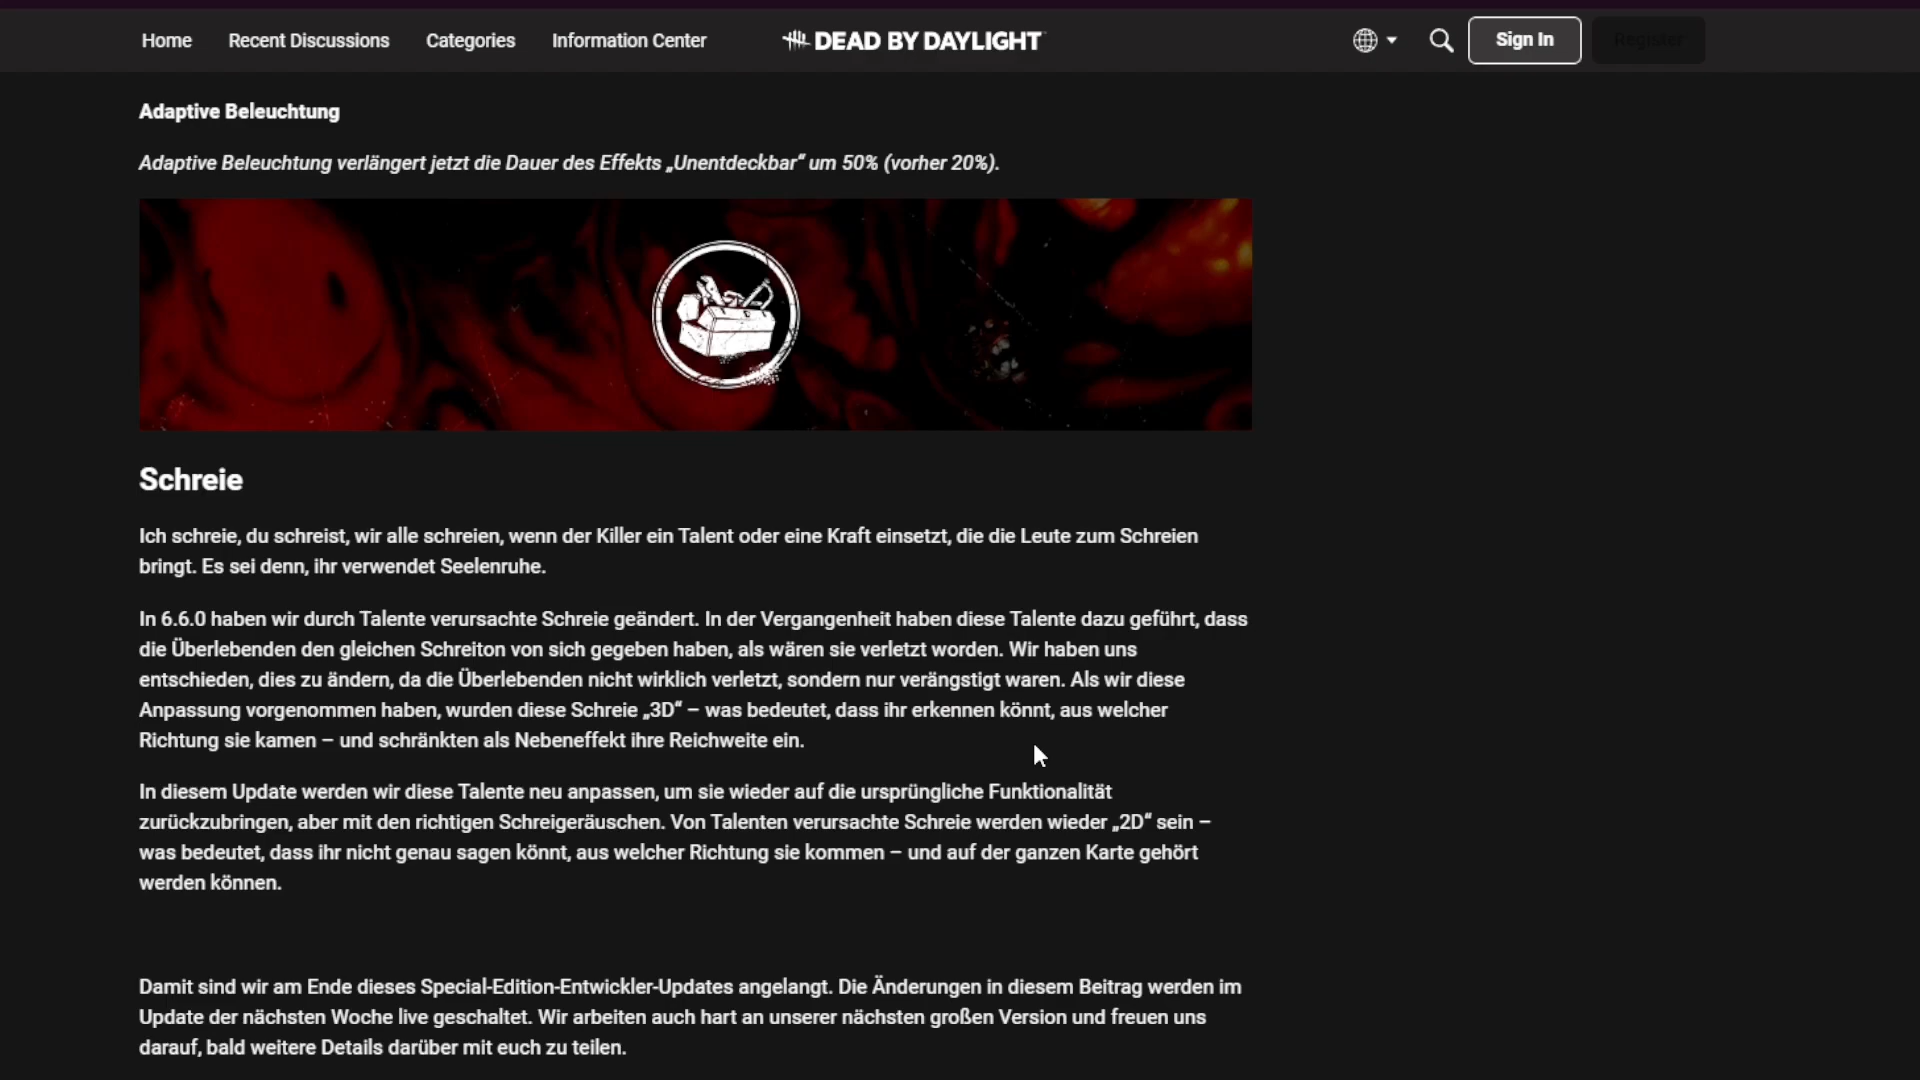 Home Recent Discussions Categories Information Center DEAD BY DAYLIGHT Sign In Register
Adaptive Beleuchtung
Adaptive Beleuchtung verlängert jetzt die Dauer des Effekts „Unentdeckbar“ um 50% (vorher 20%).
Schreie
Ich schreie, du schreist, wir alle schreien, wenn der Killer ein Talent oder eine Kraft einsetzt, die die Leute zum Schreien
bringt. Es sei denn, ihr verwendet Seelenruhe.
In 6.6.0 haben wir durch Talente verursachte Schreie geändert. In der Vergangenheit haben diese Talente dazu geführt, dass
die Überlebenden den gleichen Schreiton von sich gegeben haben, als wären sie verletzt worden. Wir haben uns
entschieden, dies zu ändern, da die Überlebenden nicht wirklich verletzt, sondern nur verängstigt waren. Als wir diese
Anpassung vorgenommen haben, wurden diese Schreie „3D“ – was bedeutet, dass ihr erkennen könnt, aus welcher
Richtung sie kamen – und schränkten als Nebeneffekt ihre Reichweite ein.
In diesem Update werden wir diese Talente neu anpassen, um sie wieder auf die ursprüngliche Funktionalität
zurückzubringen, aber mit den richtigen Schreigeräuschen. Von Talenten verursachte Schreie werden wieder „2D“ sein –
was bedeutet, dass ihr nicht genau sagen könnt, aus welcher Richtung sie kommen – und auf der ganzen Karte gehört
werden können.
Damit sind wir am Ende dieses Special-Edition-Entwickler-Updates angelangt. Die Änderungen in diesem Beitrag werden im
Update der nächsten Woche live geschaltet. Wir arbeiten auch hart an unserer nächsten großen Version und freuen uns
darauf, bald weitere Details darüber mit euch zu teilen.